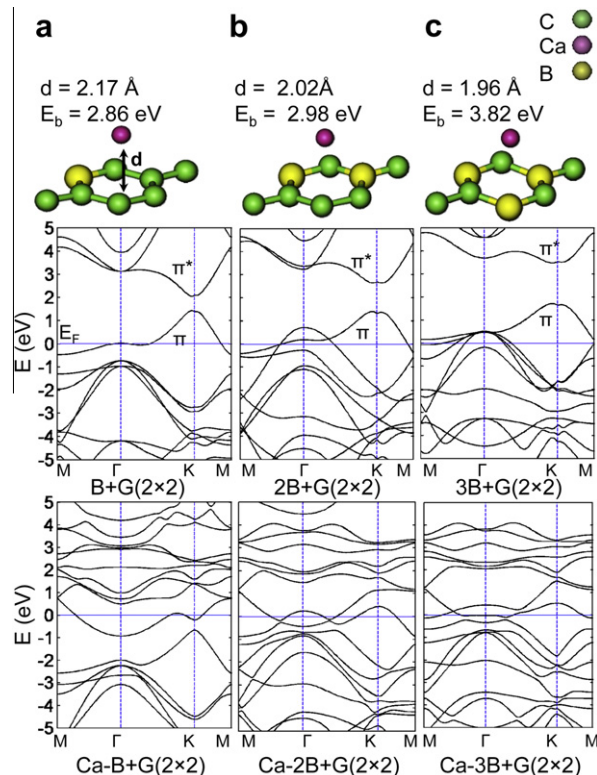 a
b
c
C
Ca
B
d = 2.17 Å
E_b = 2.86 eV
d = 2.02Å
E_b = 2.98 eV
d = 1.96 Å
E_b = 3.82 eV
d
E (eV)
5
4
3
2
1
0
-1
-2
-3
-4
-5
E_F
π*
π
π*
π
π*
π
M Γ K M
M Γ K M
M Γ K M
B+G(2×2)
2B+G(2×2)
3B+G(2×2)
E (eV)
5
4
3
2
1
0
-1
-2
-3
-4
-5
M Γ K M
M Γ K M
M Γ K M
Ca-B+G(2×2)
Ca-2B+G(2×2)
Ca-3B+G(2×2)